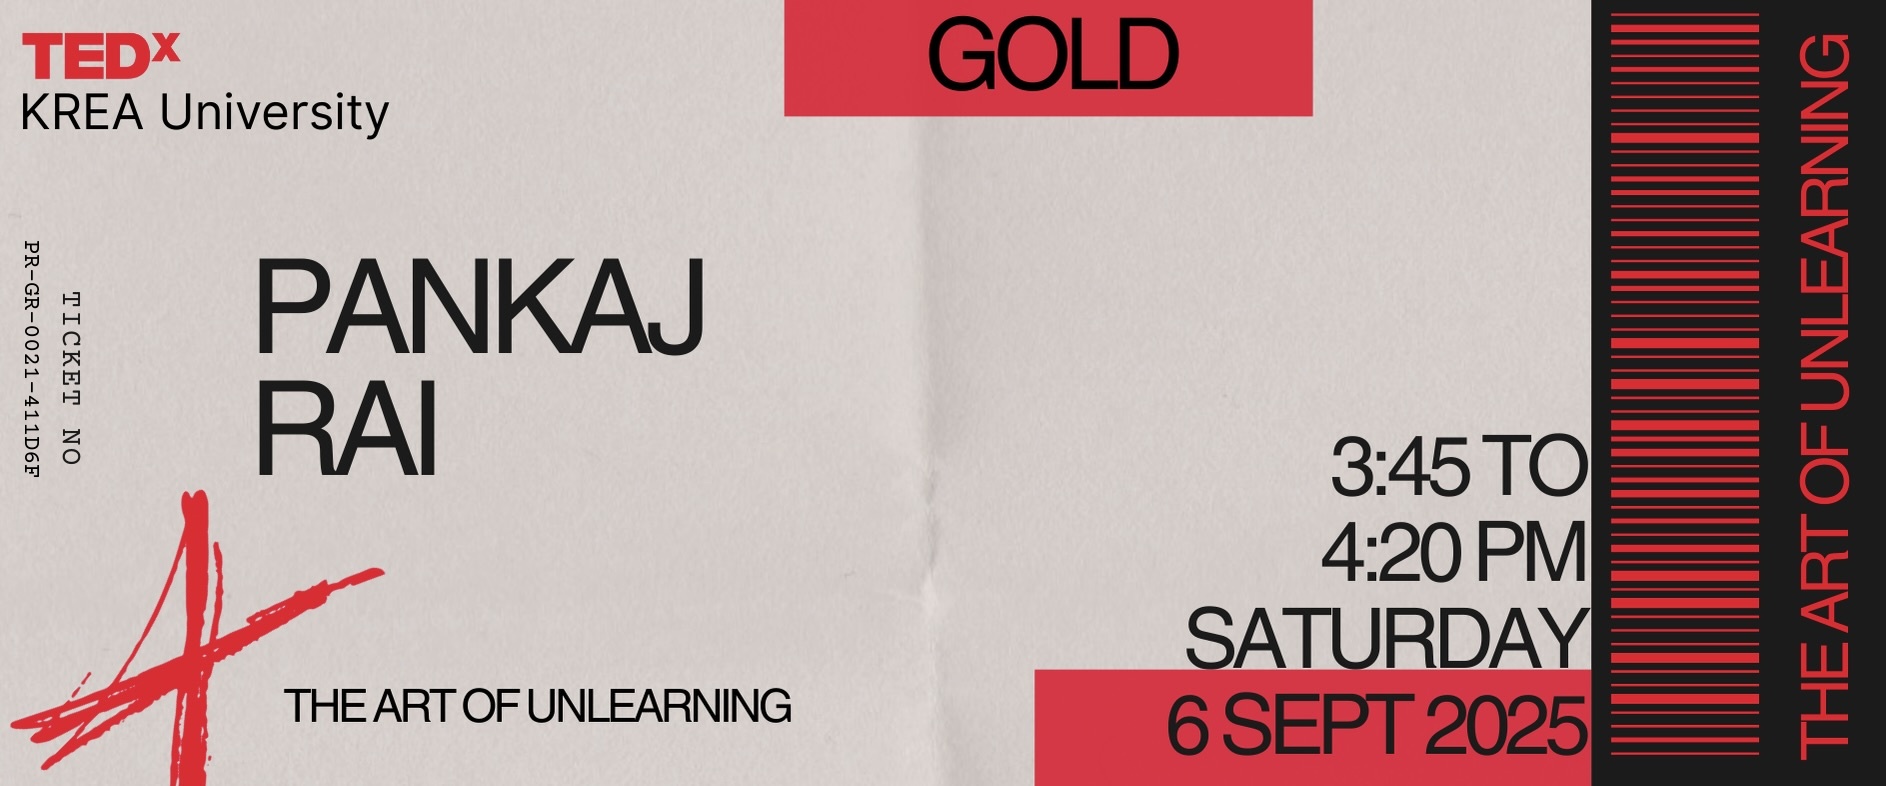 TEDx
KREA University
GOLD
PR-GR-0021-411D6F
TICKET NO
PANKAJ
RAI
THE ART OF UNLEARNING
3:45 TO
4:20 PM
SATURDAY
6 SEPT 2025
THE ART OF UNLEARNING